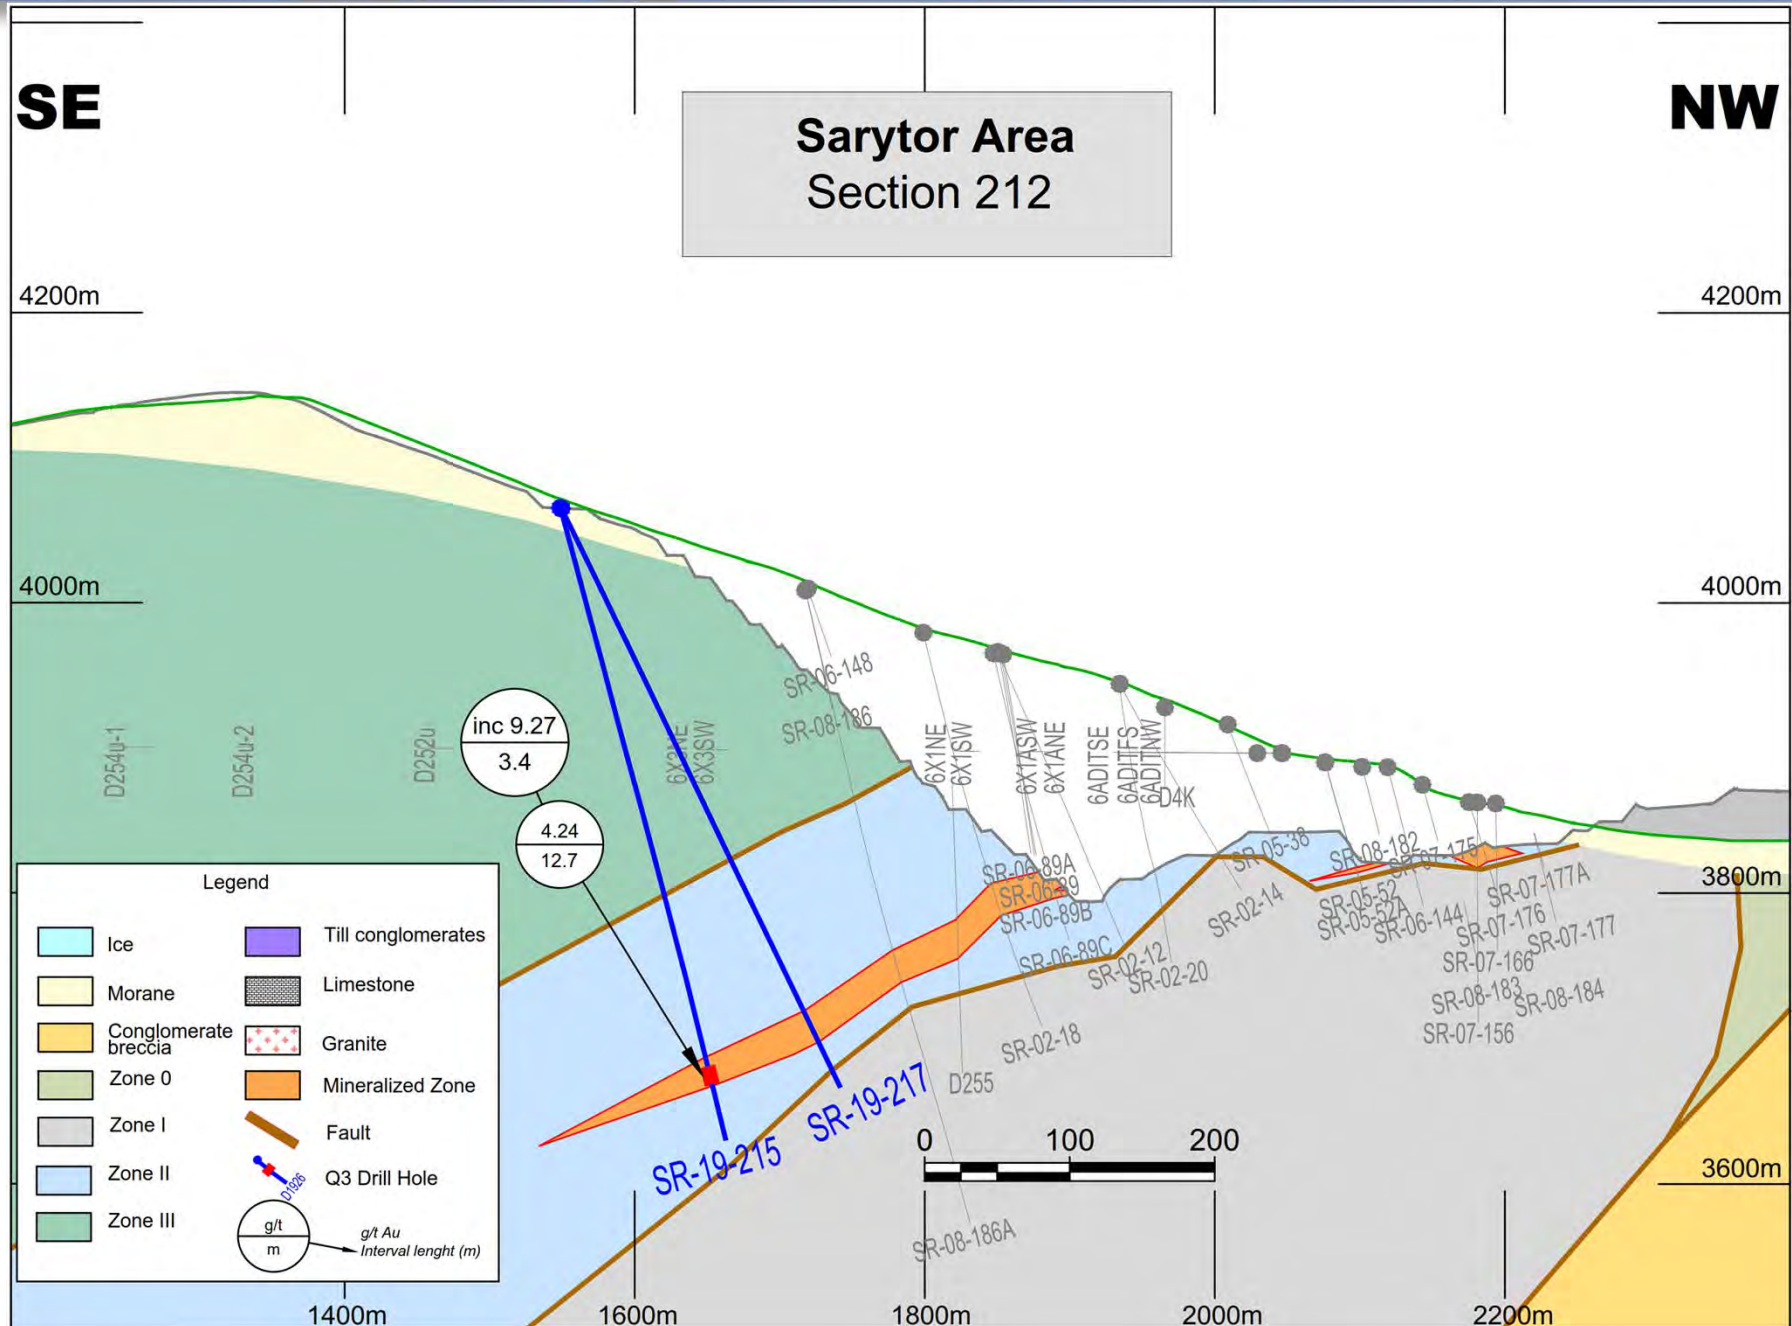 SE
NW
Sarytor Area
Section 212
4200m
4200m
4000m
4000m
SR-06-148
SR-08-186
D254u-1
D254u-2
D252u
inc 9.27
3.4
4.24
12.7
6X3NE
6X3SW
6X1NE
6X1SW
6X1ASW
6X1ANE
6ADITSE
6ADITFS
6ADITNW
D4K
SR-05-38
SR-08-182
SR-07-175
SR-06-89A
SR-06-89
SR-06-89B
SR-06-89C
SR-02-12
SR-02-20
SR-02-14
SR-05-52
SR-05-52A
SR-06-144
SR-07-177A
SR-07-176
SR-07-177
SR-07-166
SR-08-183
SR-08-184
SR-07-156
3800m
SR-02-18
D255
SR-19-217
SR-19-215
SR-08-186A
0 100 200
3600m
Legend
Ice
Morane
Conglomerate
breccia
Zone 0
Zone I
Zone II
Zone III
Till conglomerates
Limestone
Granite
Mineralized Zone
Fault
Q3 Drill Hole
D1926
g/t
m
g/t Au
Interval lenght (m)
1400m
1600m
1800m
2000m
2200m